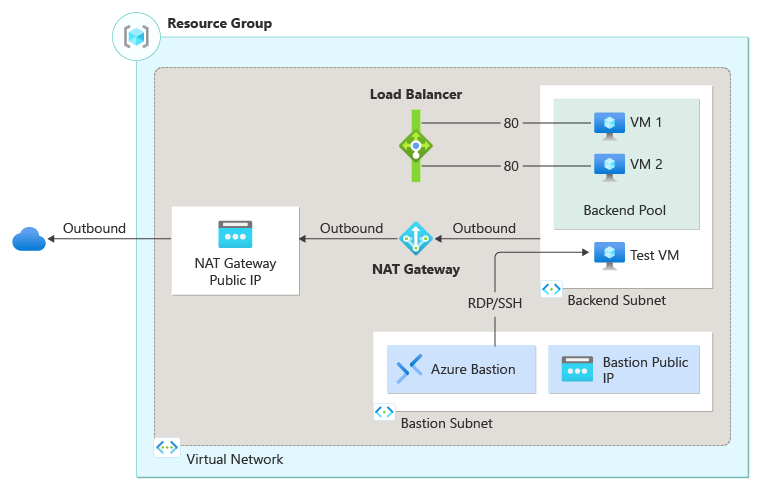 Resource Group
Load Balancer
80
VM 1
80
VM 2
Backend Pool
Outbound
Outbound
Outbound
NAT Gateway
Public IP
NAT Gateway
Test VM
Backend Subnet
RDP/SSH
Azure Bastion
Bastion Public
IP
Bastion Subnet
Virtual Network